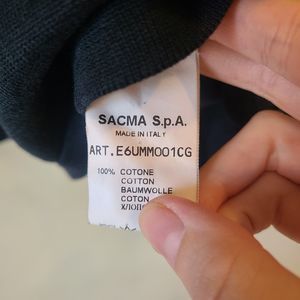 SACMA S.p.A.
MADE IN ITALY
ART.E6UMM001CG
100% COTONE
COTTON
BAUMWOLLE
COTON